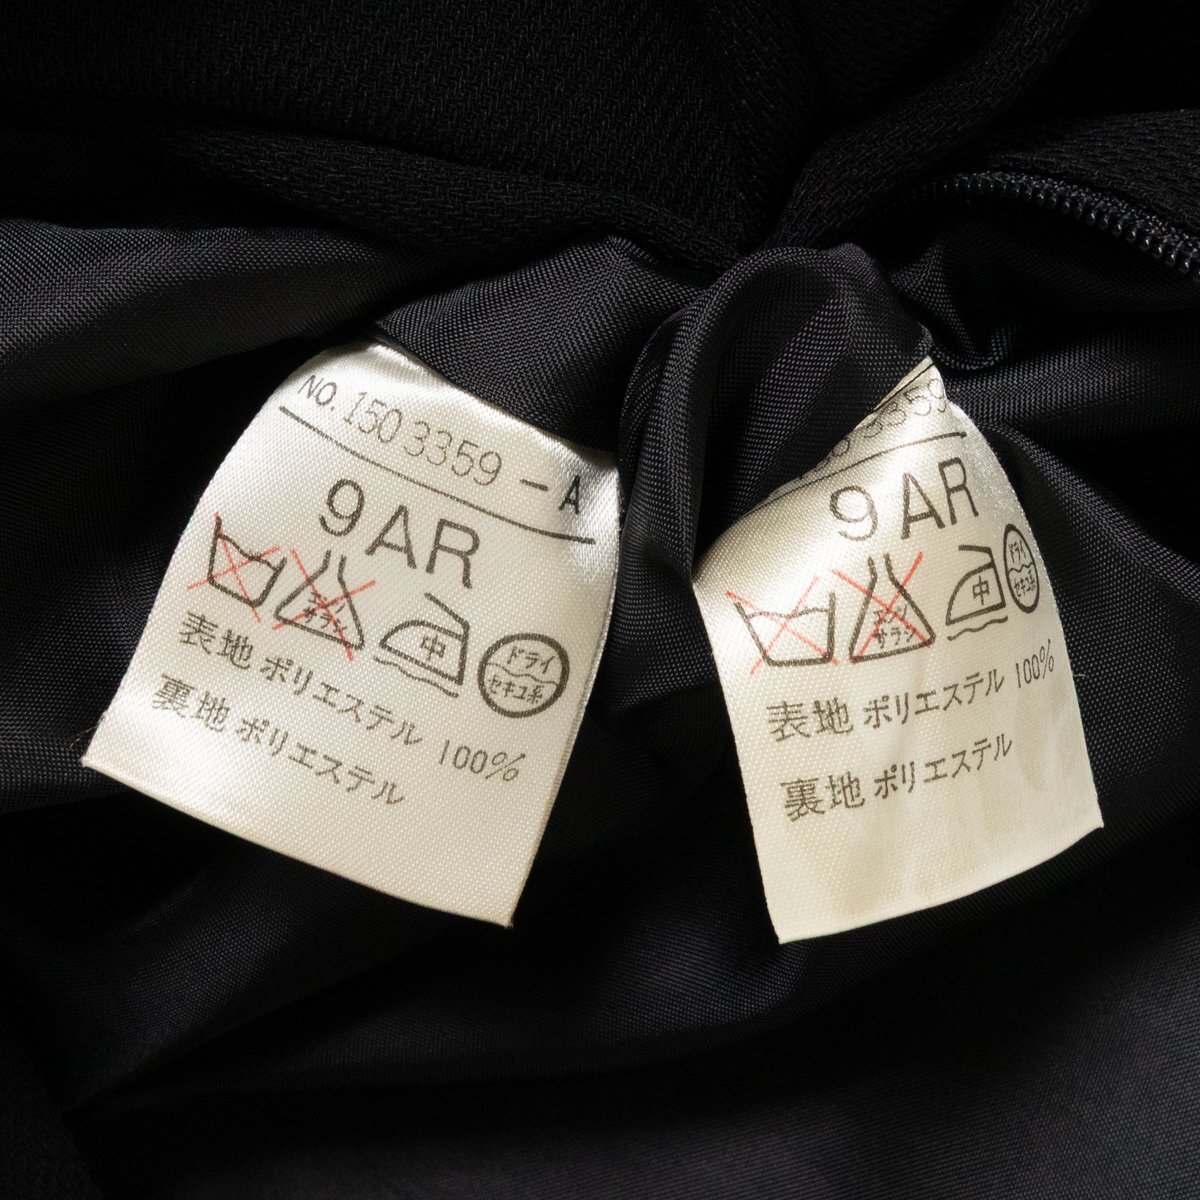 NO. 1503359-A
9AR
エンソ
サラシ
中
ドライ
セキユ系
表地 ポリエステル 100%
裏地 ポリエステル
3359
9AR
エンソ
サラシ
中
ドライ
セキユ系
表地 ポリエステル 100%
裏地 ポリエステル